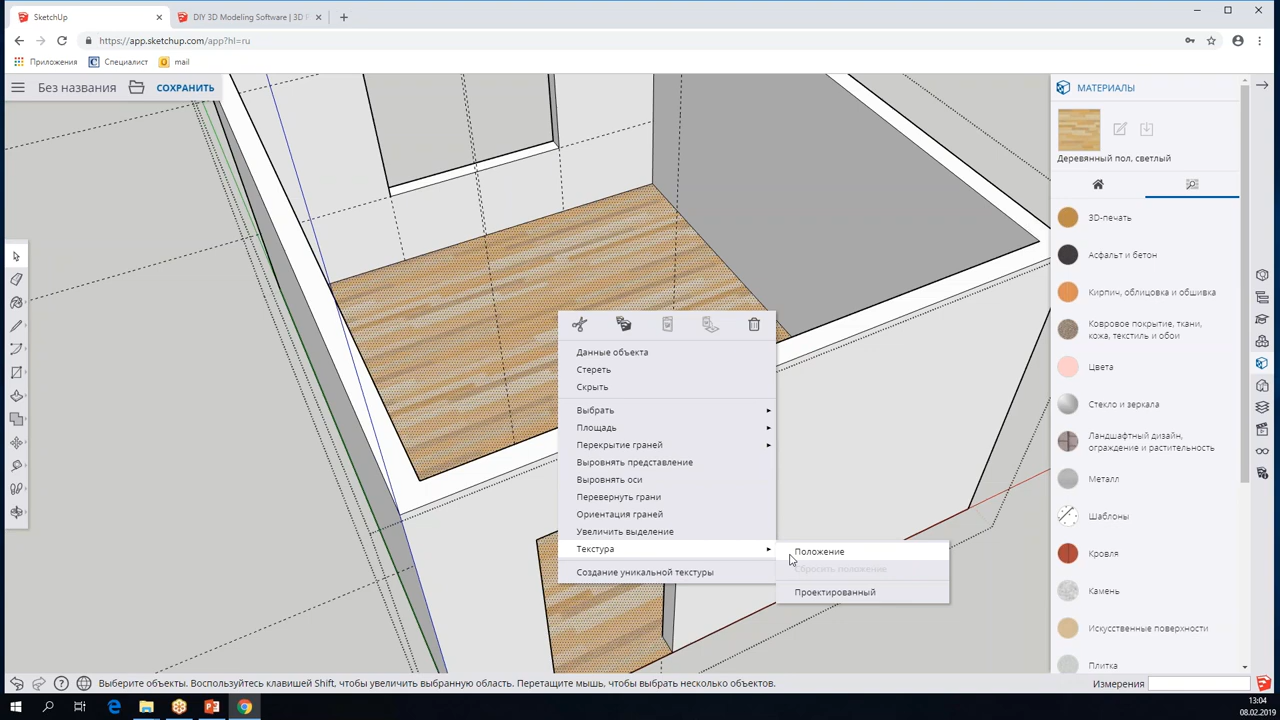 SketchUp
DIY 3D Modeling Software | 3D
https://app.sketchup.com/app?hl=ru
Приложения
Специалист
mail
Без названия
СОХРАНИТЬ
МАТЕРИАЛЫ
Деревянный пол, светлый
3D-печать
Асфальт и бетон
Кирпич, облицовка и обшивка
Ковровое покрытие, ткани,
кожа, текстиль и обои
Цвета
Стекло и зеркала
Ландшафтный дизайн,
ограждение и растительность
Металл
Шаблоны
Кровля
Камень
Искусственные поверхности
Плитка
Данные объекта
Стереть
Скрыть
Выбрать
Площадь
Перекрытие граней
Выровнять представление
Выровнять оси
Перевернуть грани
Ориентация граней
Увеличить выделение
Текстура
Создание уникальной текстуры
Положение
Сбросить положение
Проектированный
Выберите объекты. Воспользуйтесь клавишей Shift, чтобы увеличить выбранную область. Перетащите мышь, чтобы выбрать несколько объектов.
Измерения
13:04
08.02.2019